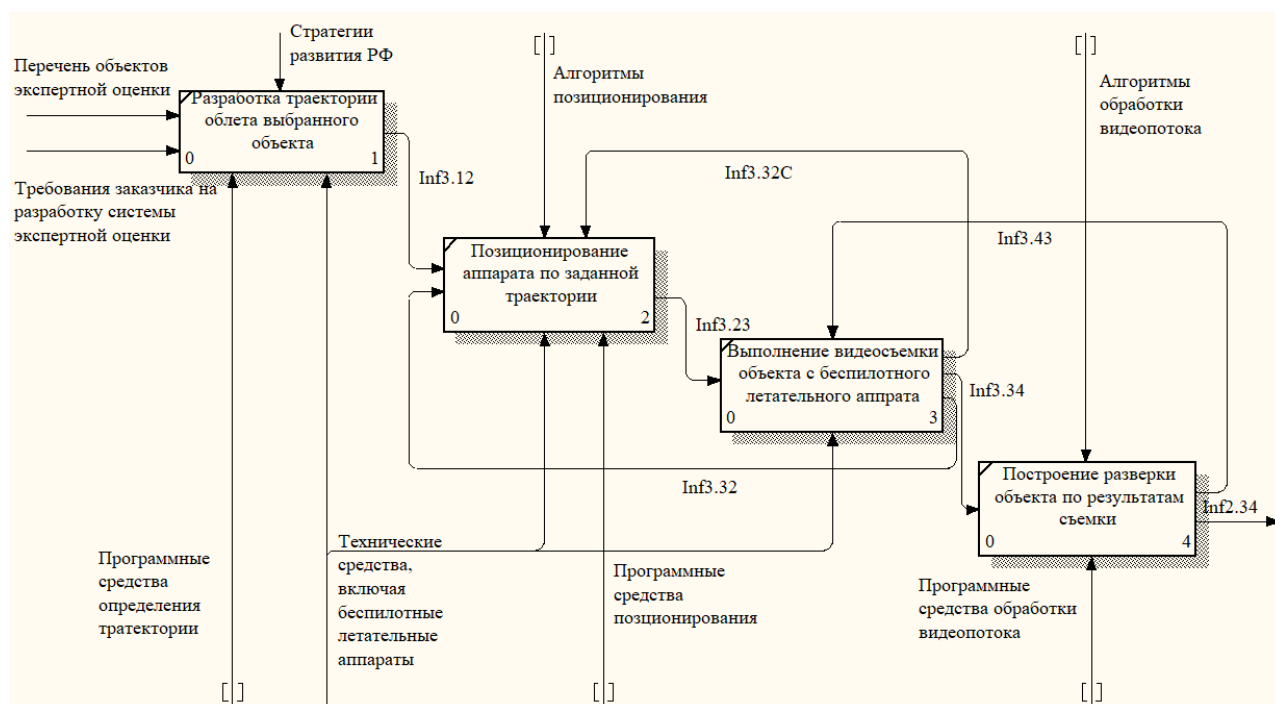 Стратегии
развития РФ
Перечень объектов
экспертной оценки
Разработка траектории
облета выбранного
объекта
0
1
Требования заказчика на
разработку системы
экспертной оценки
Inf3.12
[ ]
Алгоритмы
позиционирования
[ ]
Алгоритмы
обработки
видеопотока
Inf3.32C
Inf3.43
Позиционирование
аппарата по заданной
траектории
0
2
Inf3.23
Выполнение видеосъемки
объекта с беспилотного
летательного аппрата
0
3
Inf3.34
Inf3.32
Построение разверки
объекта по результатам
съемки
0
4
Inf2.34
Программные
средства
определения
тратектории
Технические
средства,
включая
беспилотные
летательные
аппараты
Программные
средства
позционирования
Программные
средства обработки
видеопотока
[ ]
[ ]
[ ]